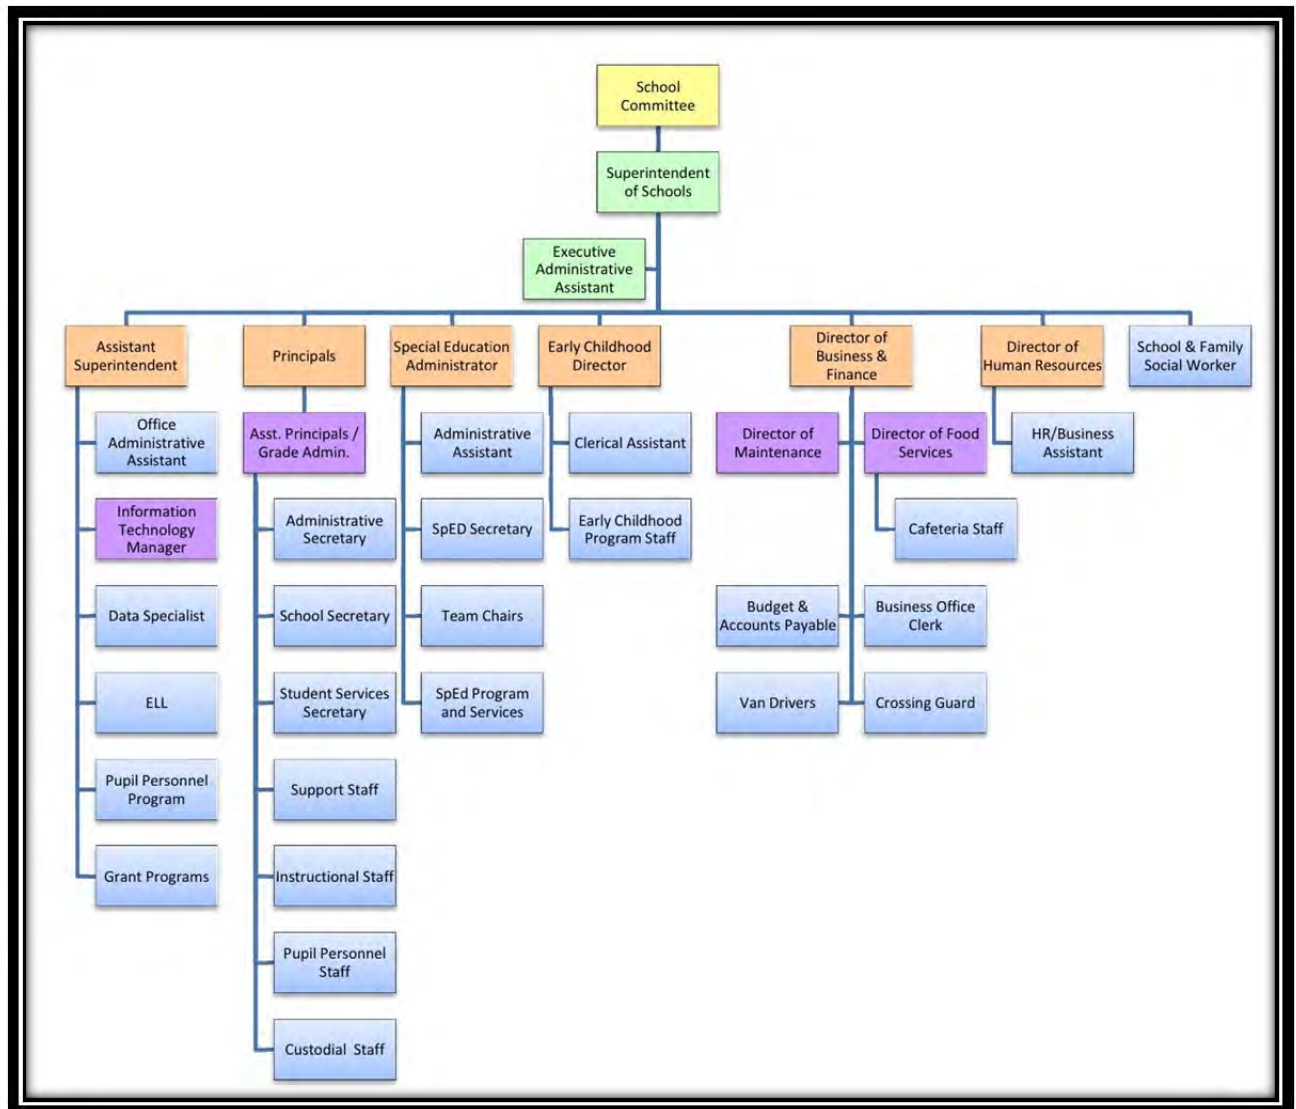 School
Committee
Superintendent
of Schools
Executive
Administrative
Assistant
Assistant
Superintendent
Principals
Special Education
Administrator
Early Childhood
Director
Director of
Business &
Finance
Director of
Human Resources
School & Family
Social Worker
Office
Administrative
Assistant
Asst. Principals /
Grade Admin.
Administrative
Assistant
Clerical Assistant
Director of
Maintenance
Director of Food
Services
HR/Business
Assistant
Information
Technology
Manager
Administrative
Secretary
SpED Secretary
Early Childhood
Program Staff
Cafeteria Staff
Data Specialist
School Secretary
Team Chairs
Budget &
Accounts Payable
Business Office
Clerk
ELL
Student Services
Secretary
SpEd Program
and Services
Van Drivers
Crossing Guard
Pupil Personnel
Program
Support Staff
Grant Programs
Instructional Staff
Pupil Personnel
Staff
Custodial Staff